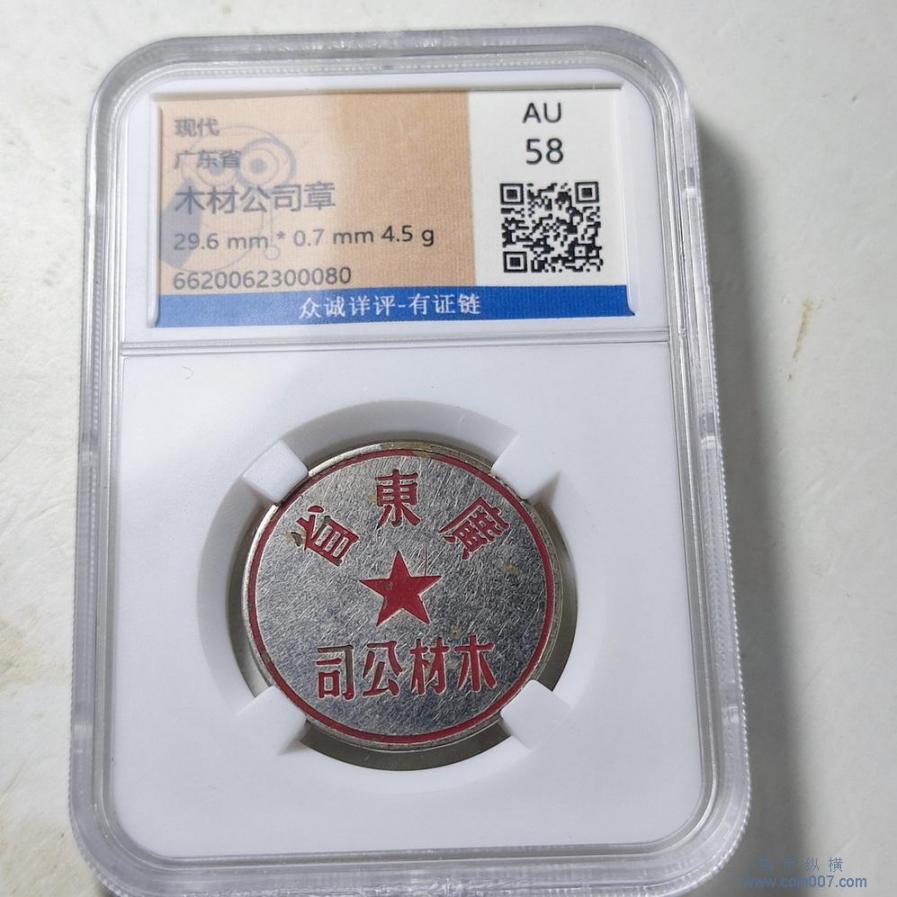 现代
广东省
木材公司章
29.6 mm * 0.7 mm 4.5 g
6620062300080
AU
58
众诚详评-有证链
省東廣
司公材木
www.coin007.com